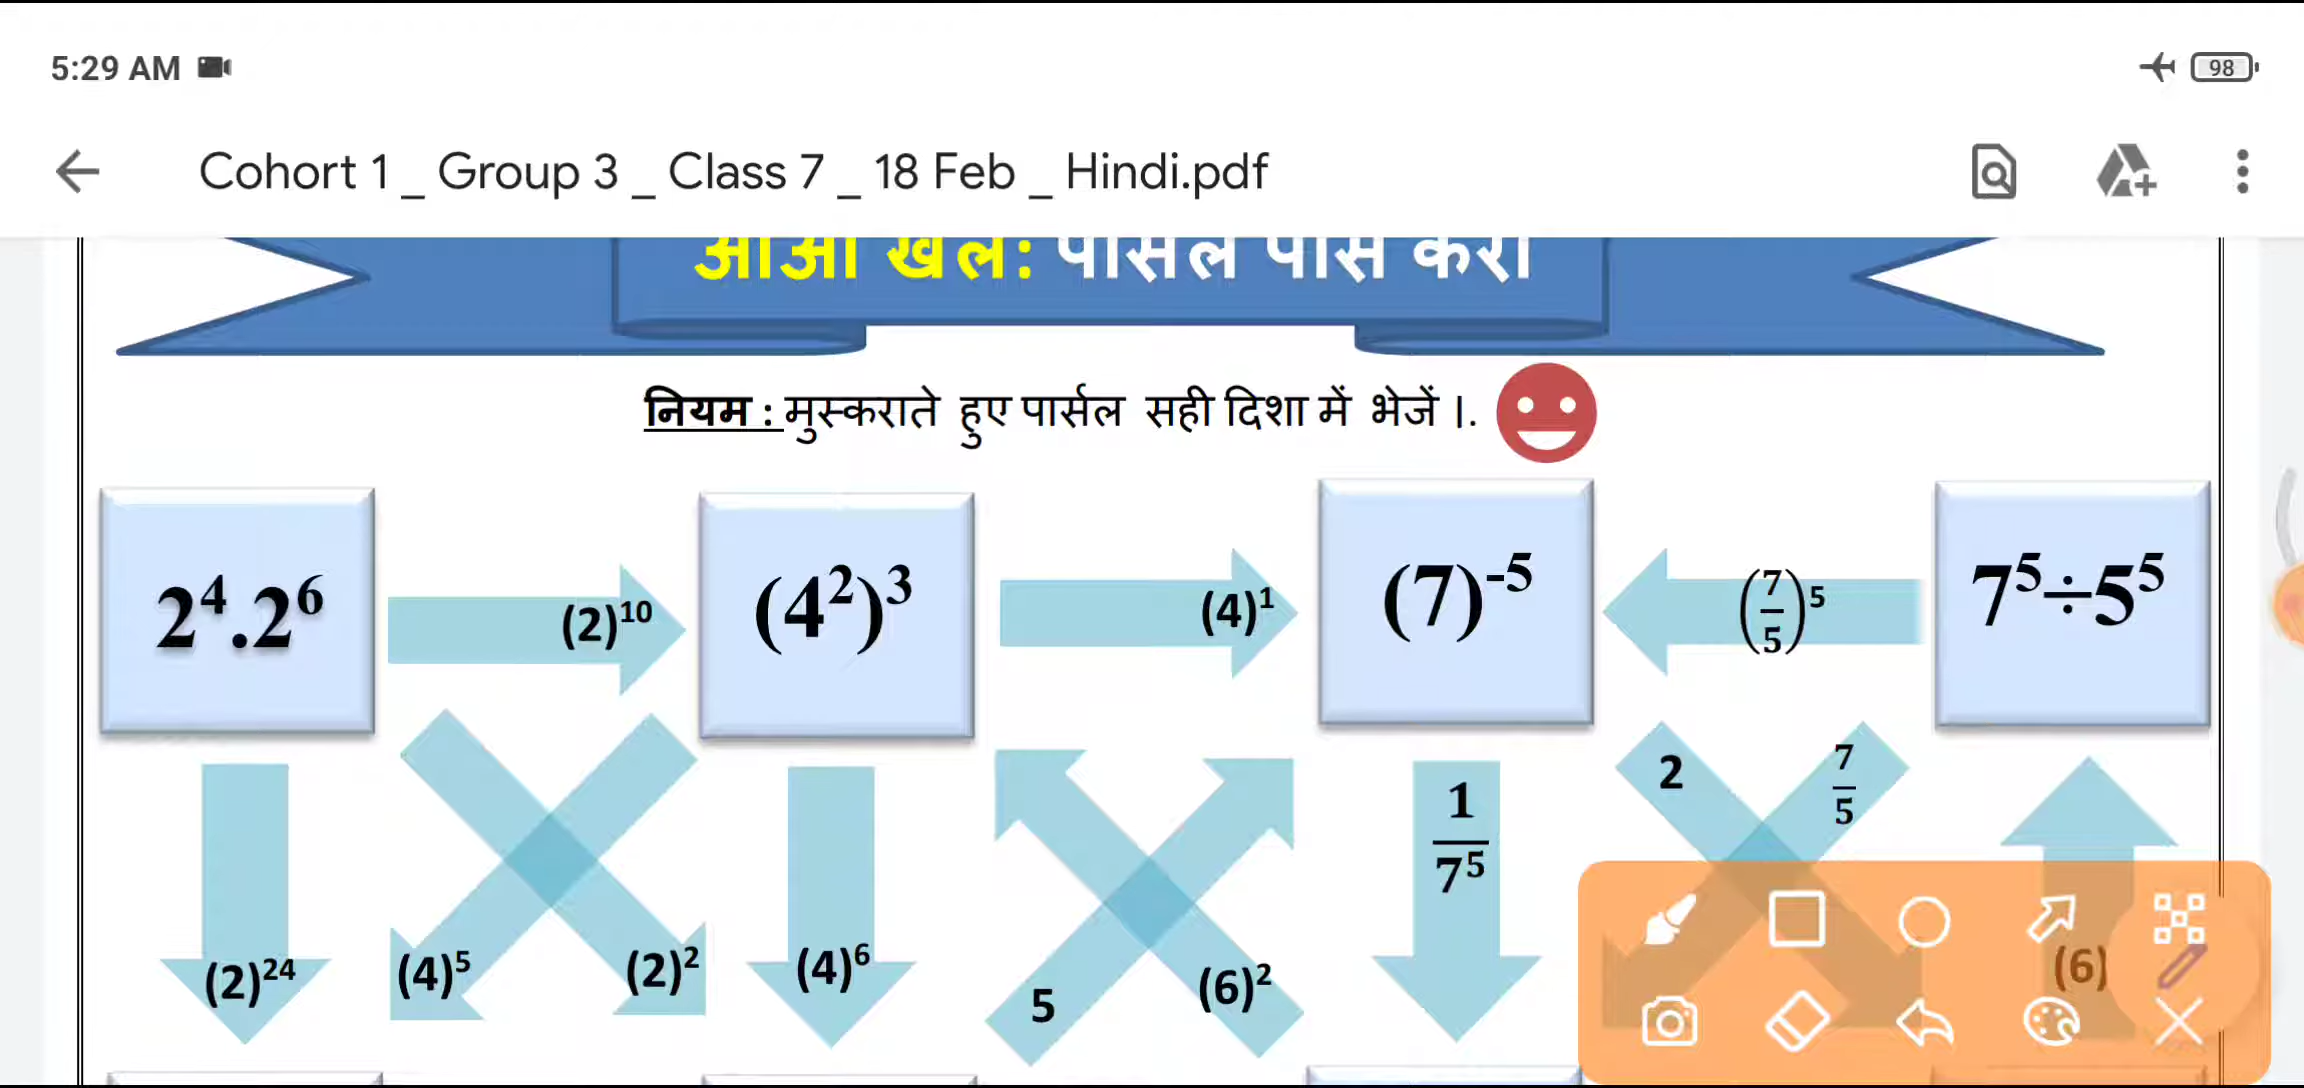 5:29 AM 98
Cohort 1 _ Group 3 _ Class 7 _ 18 Feb _ Hindi.pdf
पास करो
नियम : मुस्कराते हुए पार्सल सही दिशा में भेजें ।.
2⁴.2⁶ (2)¹⁰ (4²)³ (4)¹ (7)⁻⁵ (7/5)⁵ 7⁵÷5⁵
1/7⁵ 2 7/5
(2)²⁴ (4)⁵ (2)² (4)⁶ 5 (6)² (6)